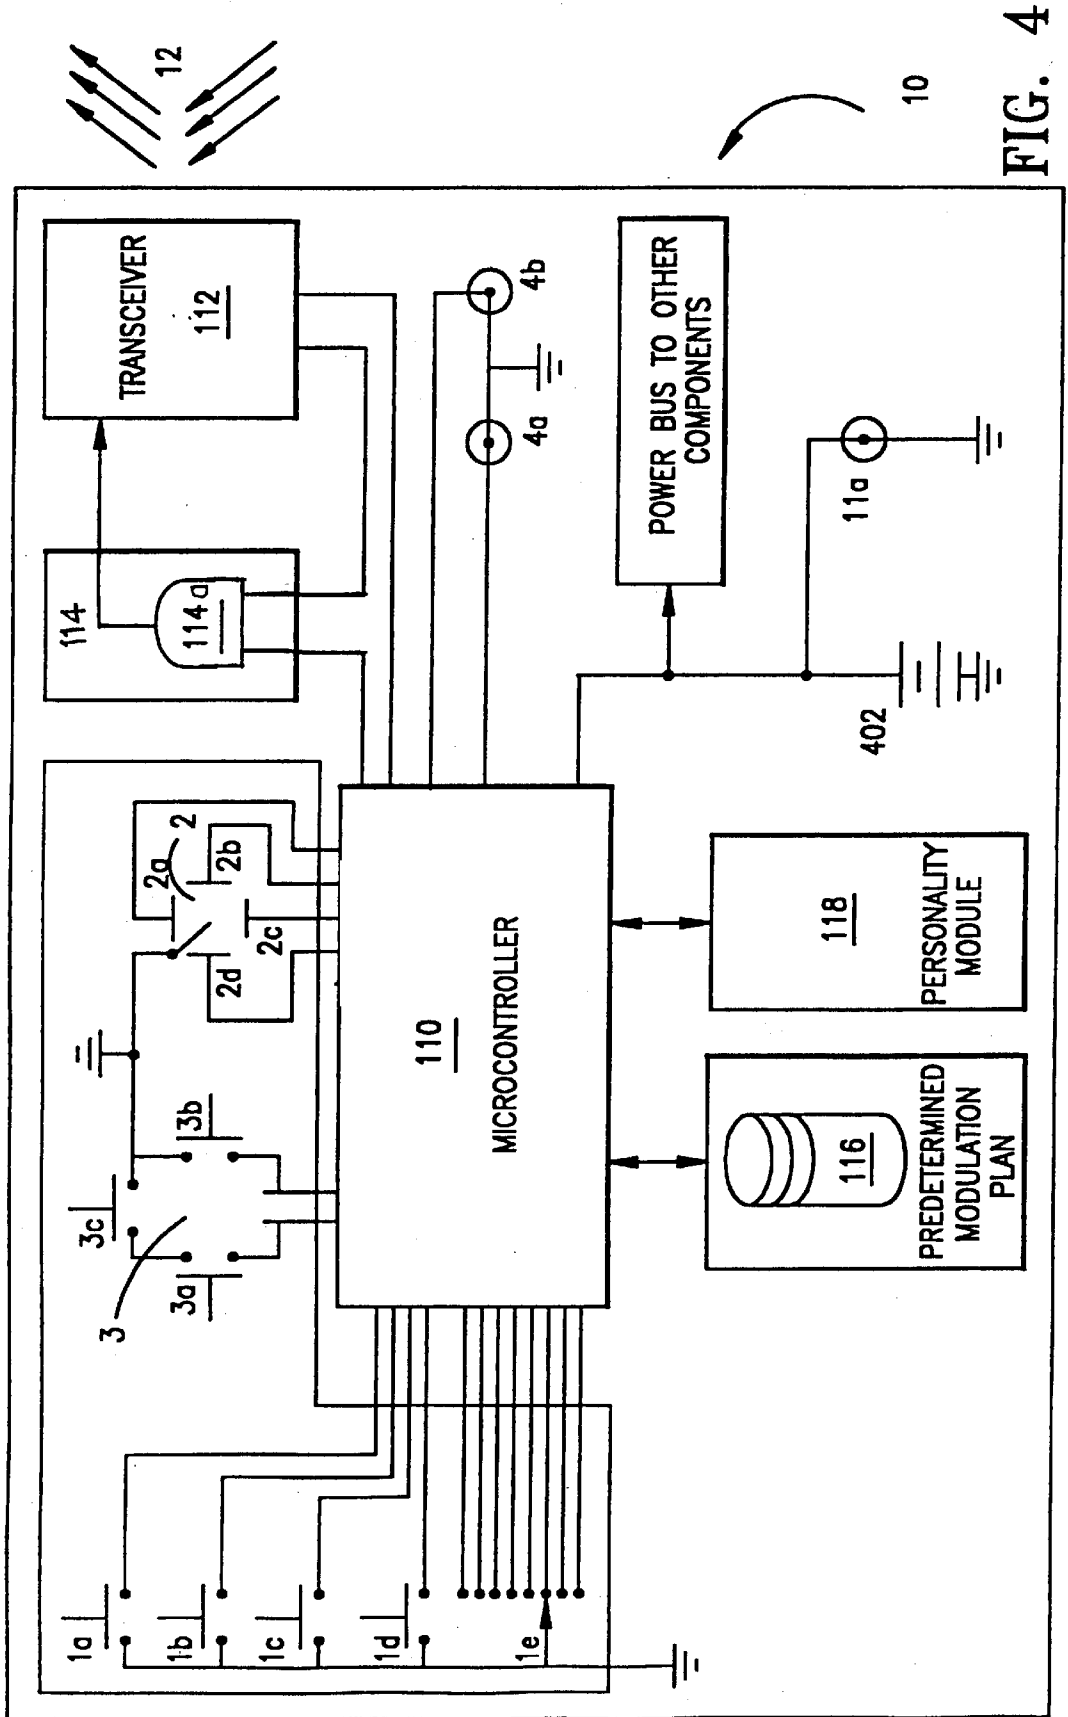 1a
1b
1c
1d
1e
3
3c
3a
3b
2
2a
2b
2c
2d
114
114a
TRANSCEIVER
112
12
110
MICROCONTROLLER
4a
4b
402
POWER BUS TO OTHER
COMPONENTS
11a
116
PREDETERMINED
MODULATION
PLAN
118
PERSONALITY
MODULE
10
FIG. 4